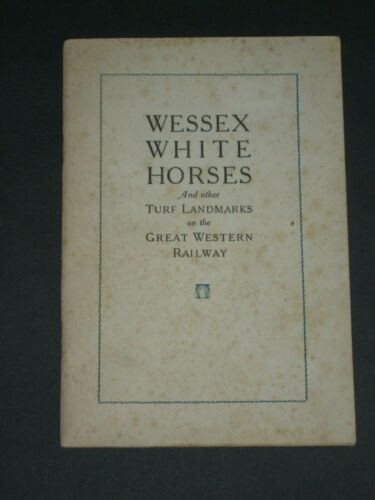 WESSEX
WHITE
HORSES
And other
TURF LANDMARKS
on the
GREAT WESTERN
RAILWAY